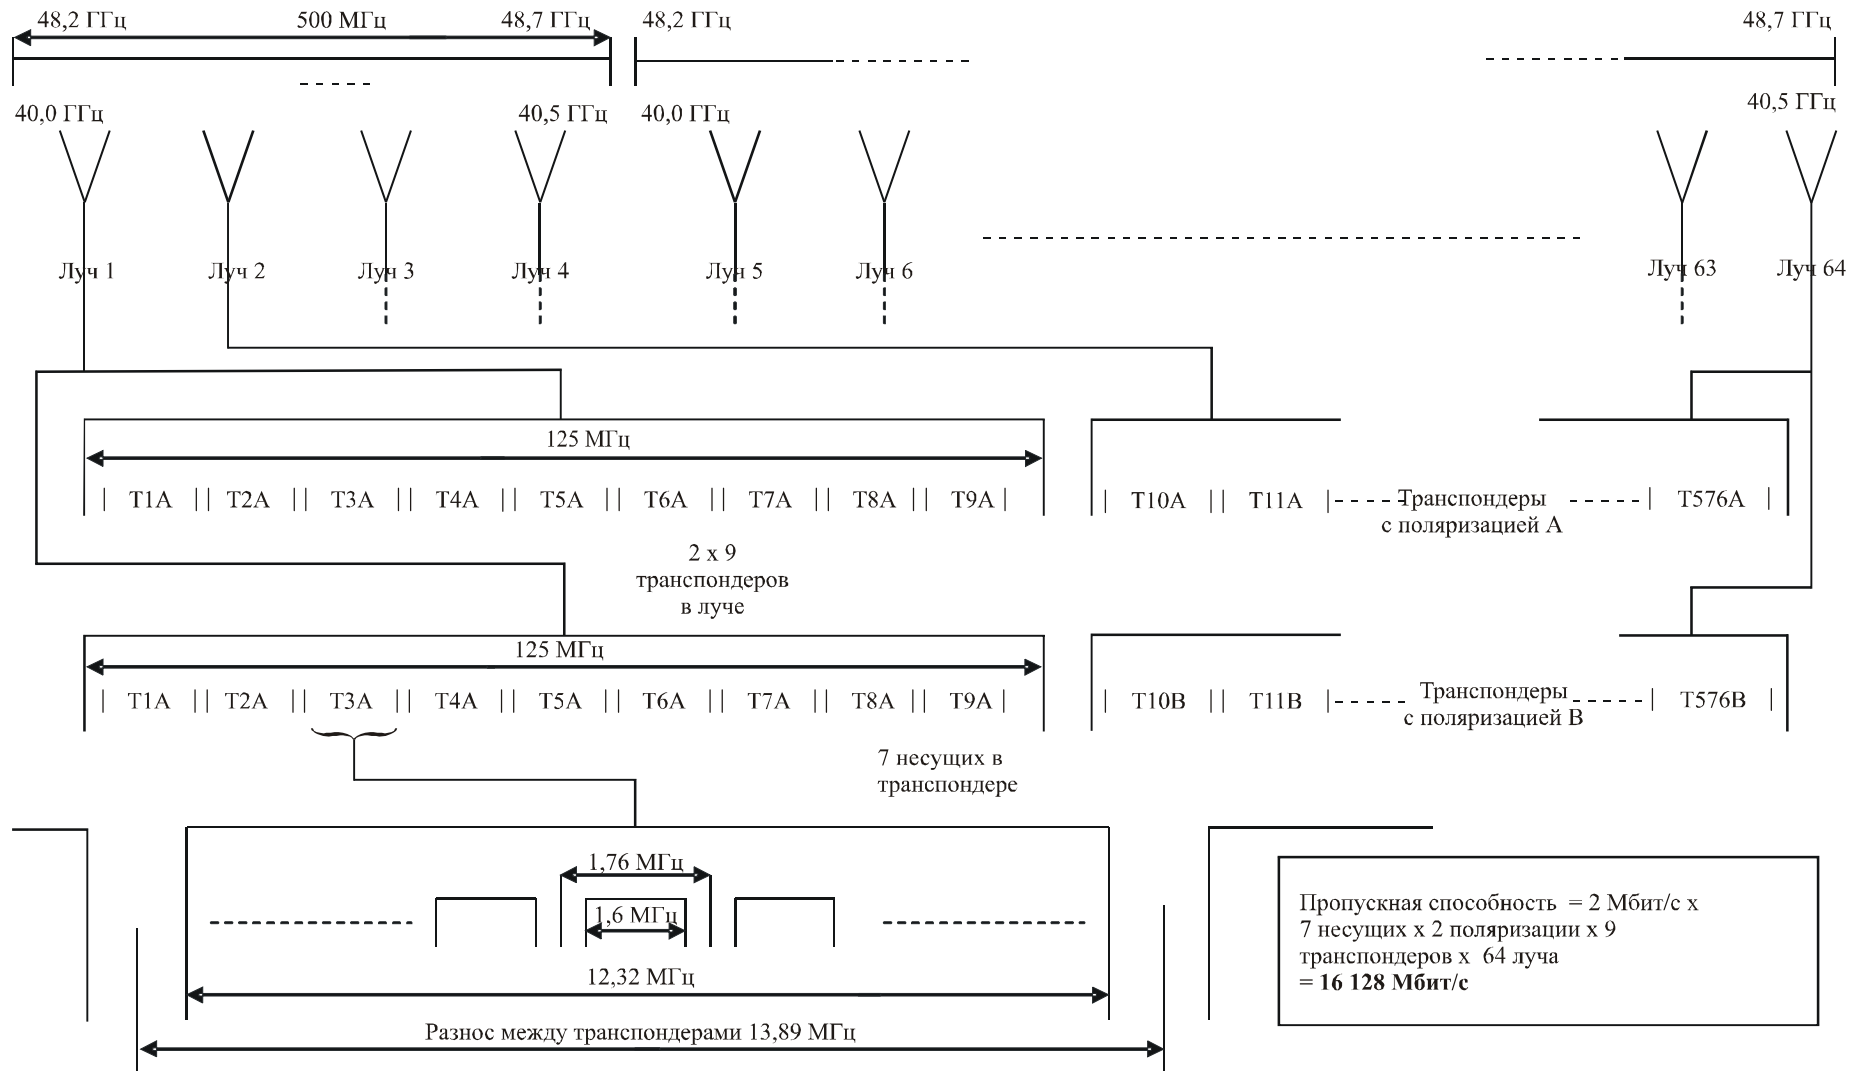 48,2 ГГц 500 МГц 48,7 ГГц 48,2 ГГц 48,7 ГГц
40,0 ГГц 40,5 ГГц 40,0 ГГц 40,5 ГГц
Луч 1 Луч 2 Луч 3 Луч 4 Луч 5 Луч 6 Луч 63 Луч 64
125 МГц
T1A T2A T3A T4A T5A T6A T7A T8A T9A T10A T11A Транспондеры T576A
с поляризацией A
2 x 9
транспондеров
в луче
125 МГц
T1A T2A T3A T4A T5A T6A T7A T8A T9A T10B T11B Транспондеры T576B
с поляризацией B
7 несущих в
транспондере
1,76 МГц
1,6 МГц
12,32 МГц
Разнос между транспондерами 13,89 МГц
Пропускная способность = 2 Мбит/с x
7 несущих x 2 поляризации x 9
транспондеров x 64 луча
= 16 128 Мбит/с